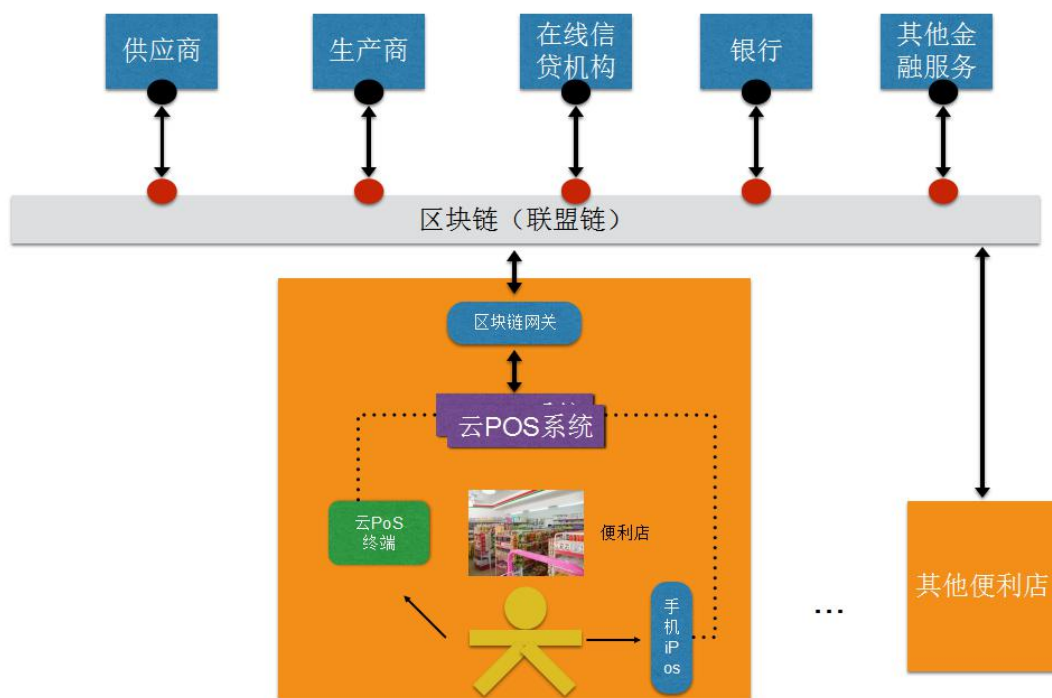 供应商
生产商
在线信
贷机构
银行
其他金
融服务
区块链（联盟链）
区块链网关
云POS系统
云PoS
终端
便利店
手
机
iP
os
...
其他便利店